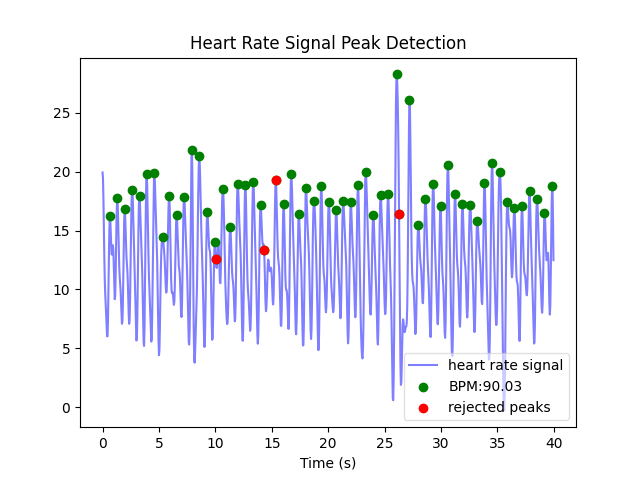 Heart Rate Signal Peak Detection
25
20
15
10
5
0
heart rate signal
BPM:90.03
rejected peaks
0 5 10 15 20 25 30 35 40
Time (s)